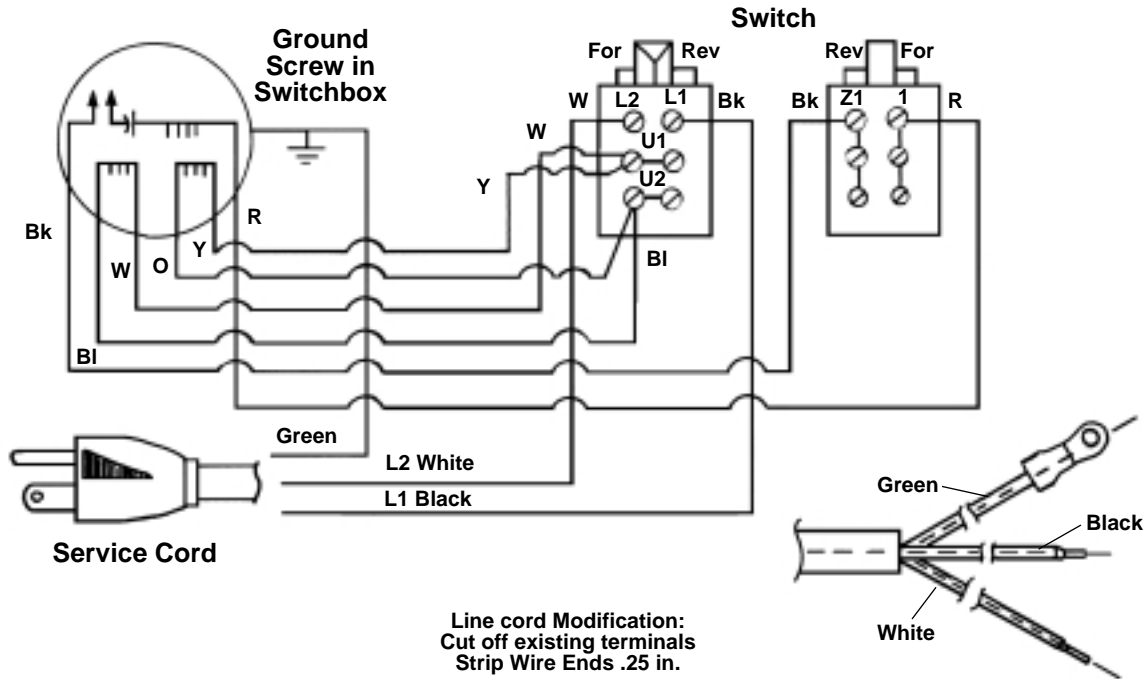 Switch
Ground
Screw in
Switchbox
For
Rev
Rev
For
W
L2
L1
Bk
Bk
Z1
1
R
W
U1
Y
U2
Bk
R
Y
W
O
Bl
Bl
Green
L2 White
L1 Black
Service Cord
Green
Black
White
Line cord Modification:
Cut off existing terminals
Strip Wire Ends .25 in.